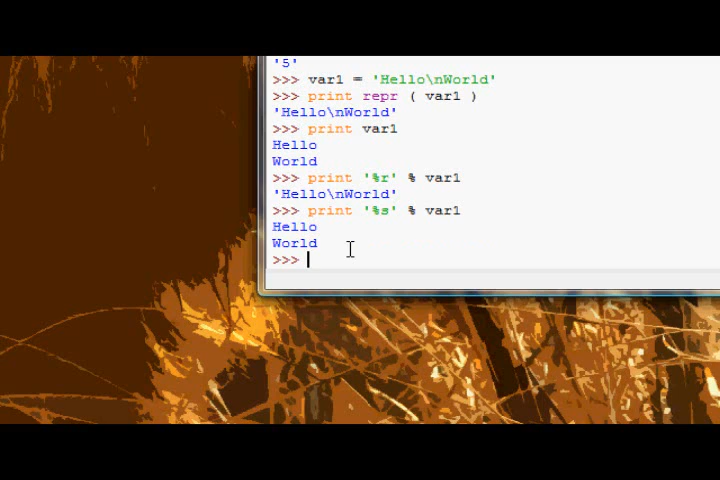 '5'
>>> var1 = 'Hello\nWorld'
>>> print repr ( var1 )
'Hello\nWorld'
>>> print var1
Hello
World
>>> print '%r' % var1
'Hello\nWorld'
>>> print '%s' % var1
Hello
World
>>>